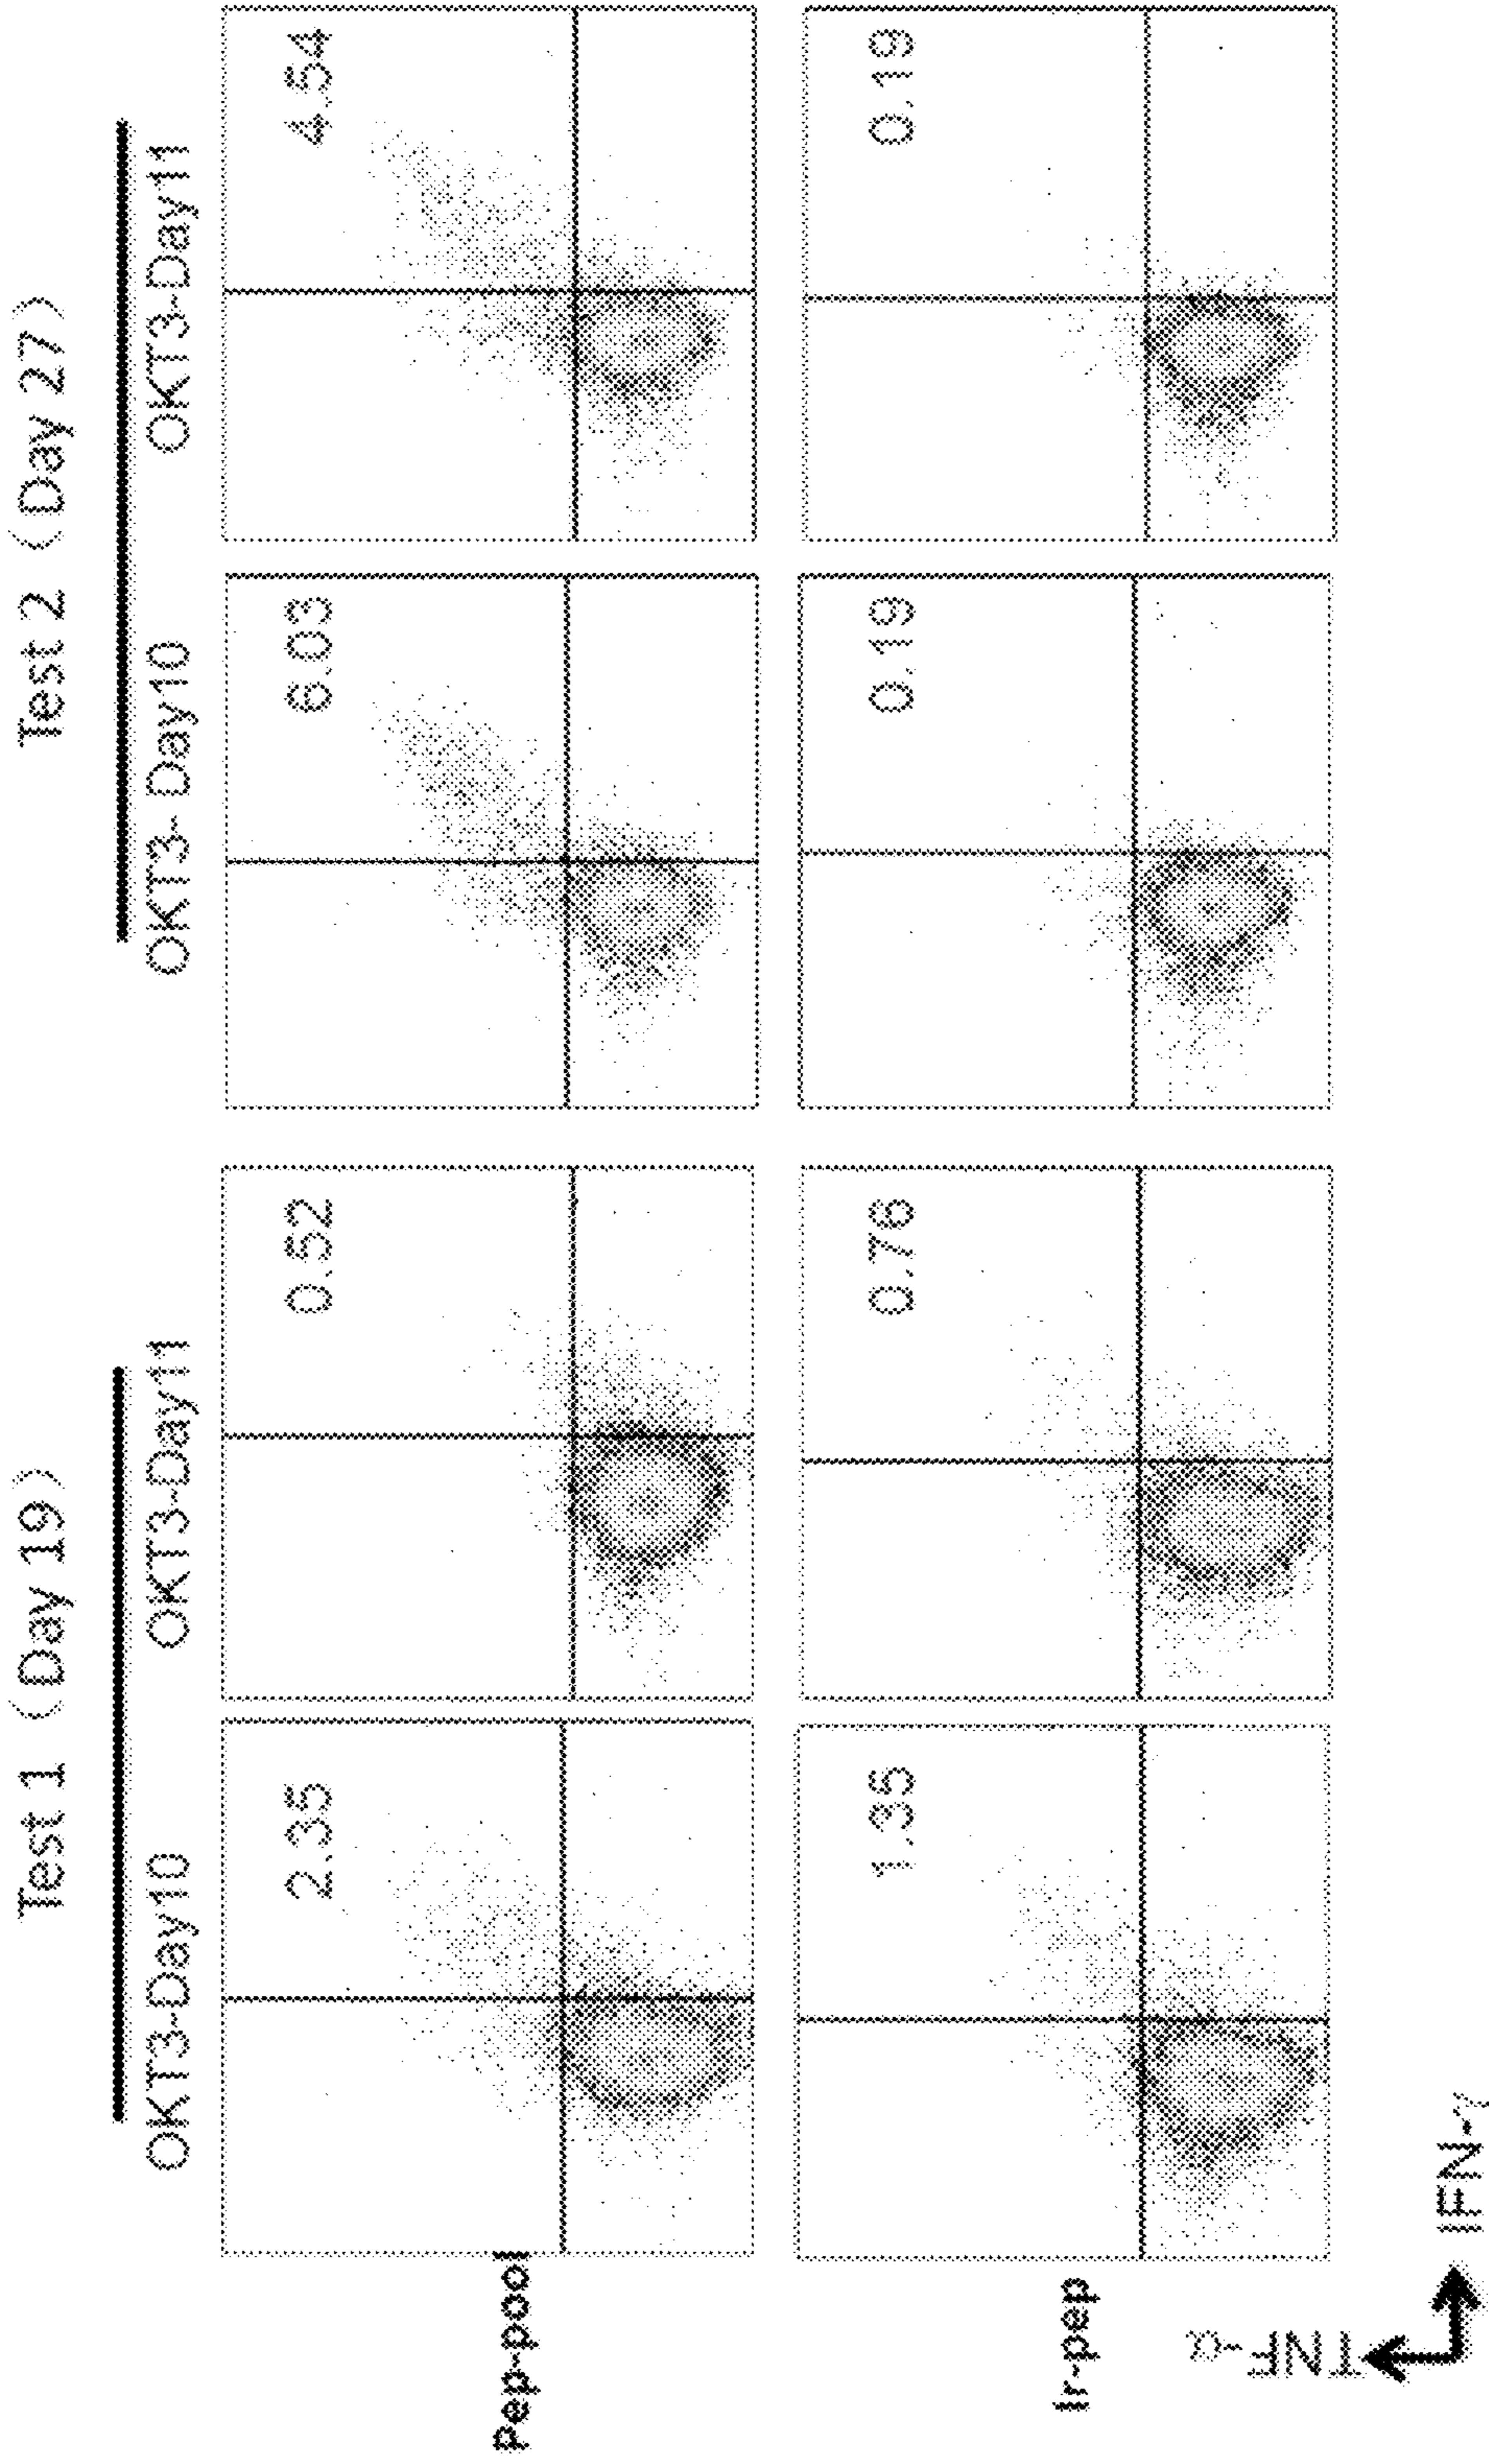 Test 1 (Day 19)
Test 2 (Day 27)
OKT3-Day10
OKT3-Day11
OKT3- Day10
OKT3-Day11
Pep-pool
2.35
0.52
6.03
4.54
Ir-pep
1.35
0.76
0.19
0.19
TNF-α
IFN-γ